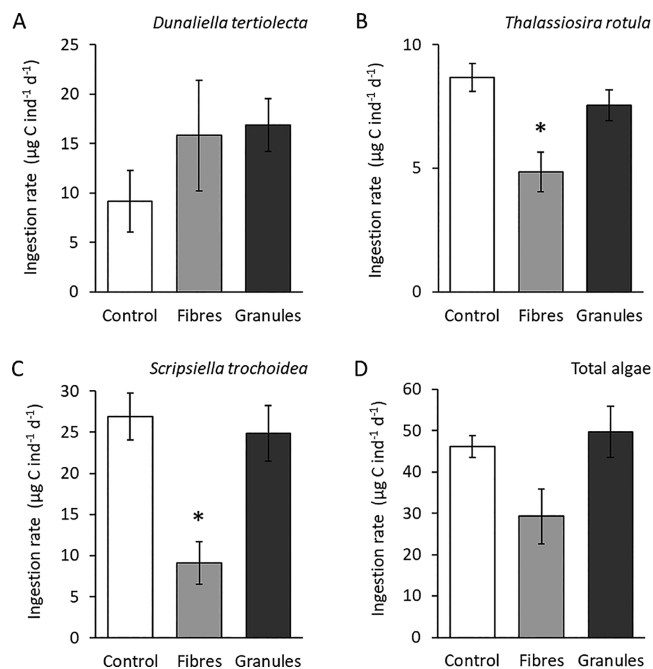 A
Dunaliella tertiolecta
Ingestion rate (µg C ind⁻¹ d⁻¹)
25
20
15
10
5
0
Control Fibres Granules
B
Thalassiosira rotula
Ingestion rate (µg C ind⁻¹ d⁻¹)
10
5
0
*
Control Fibres Granules
C
Scripsiella trochoidea
Ingestion rate (µg C ind⁻¹ d⁻¹)
30
25
20
15
10
5
0
*
Control Fibres Granules
D
Total algae
Ingestion rate (µg C ind⁻¹ d⁻¹)
60
50
40
30
20
10
0
Control Fibres Granules